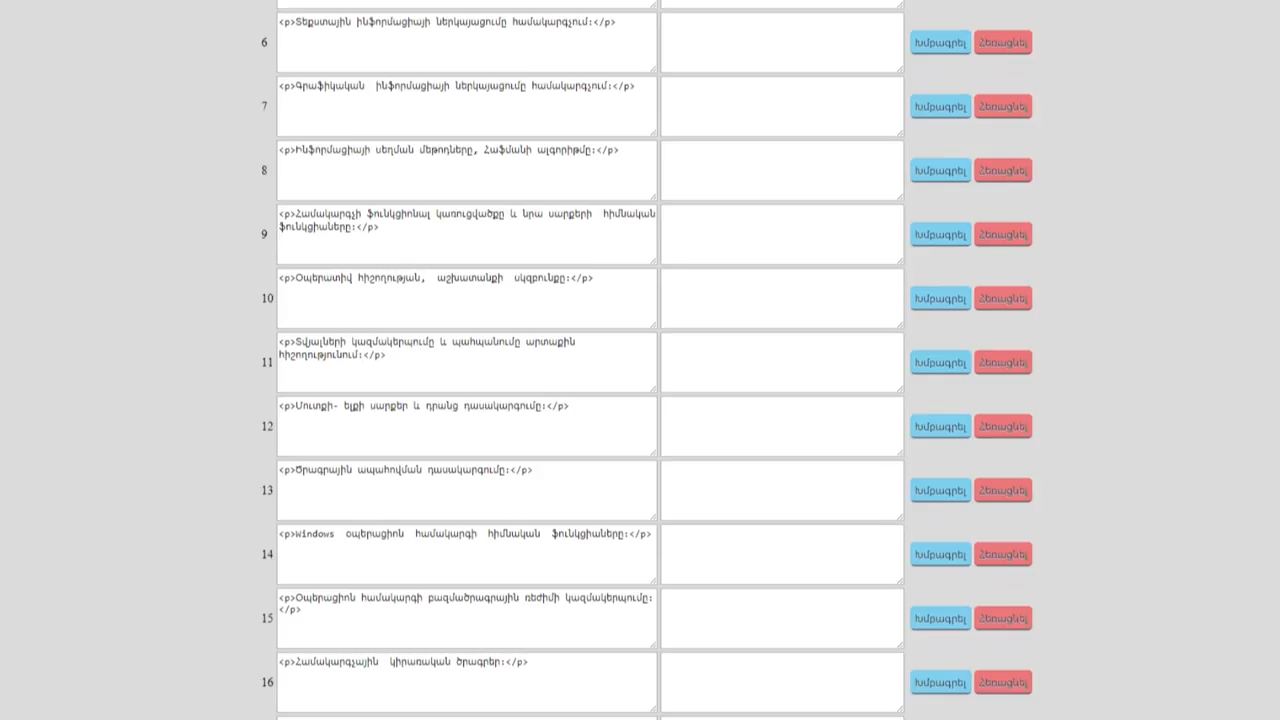 6 <p>Տեքստային ինֆորմացիայի ներկայացումը համակարգչում:</p> Խմբագրել Հեռացնել
7 <p>Գրաֆիկական  ինֆորմացիայի ներկայացումը համակարգչում:</p> Խմբագրել Հեռացնել
8 <p>Ինֆորմացիայի սեղման մեթոդները, Հաֆմանի ալգորիթմը:</p> Խմբագրել Հեռացնել
9 <p>Համակարգչի ֆունկցիոնալ կառուցվածքը և նրա սարքերի  հիմնական
ֆունկցիաները:</p> Խմբագրել Հեռացնել
10 <p>Օպերատիվ հիշողության,  աշխատանքի  սկզբունքը:</p> Խմբագրել Հեռացնել
11 <p>Տվյալների կազմակերպումը և պահպանումը արտաքին
հիշողությունում:</p> Խմբագրել Հեռացնել
12 <p>Մուտքի- ելքի սարքեր և դրանց դասակարգումը:</p> Խմբագրել Հեռացնել
13 <p>Ծրագրային ապահովման դասակարգումը:</p> Խմբագրել Հեռացնել
14 <p>Windows  օպերացիոն  համակարգի  հիմնական  ֆունկցիաները:</p> Խմբագրել Հեռացնել
15 <p>Օպերացիոն համակարգի բազմածրագրային ռեժիմի կազմակերպումը:
</p> Խմբագրել Հեռացնել
16 <p>Համակարգչային  կիրառական ծրագրեր:</p> Խմբագրել Հեռացնել